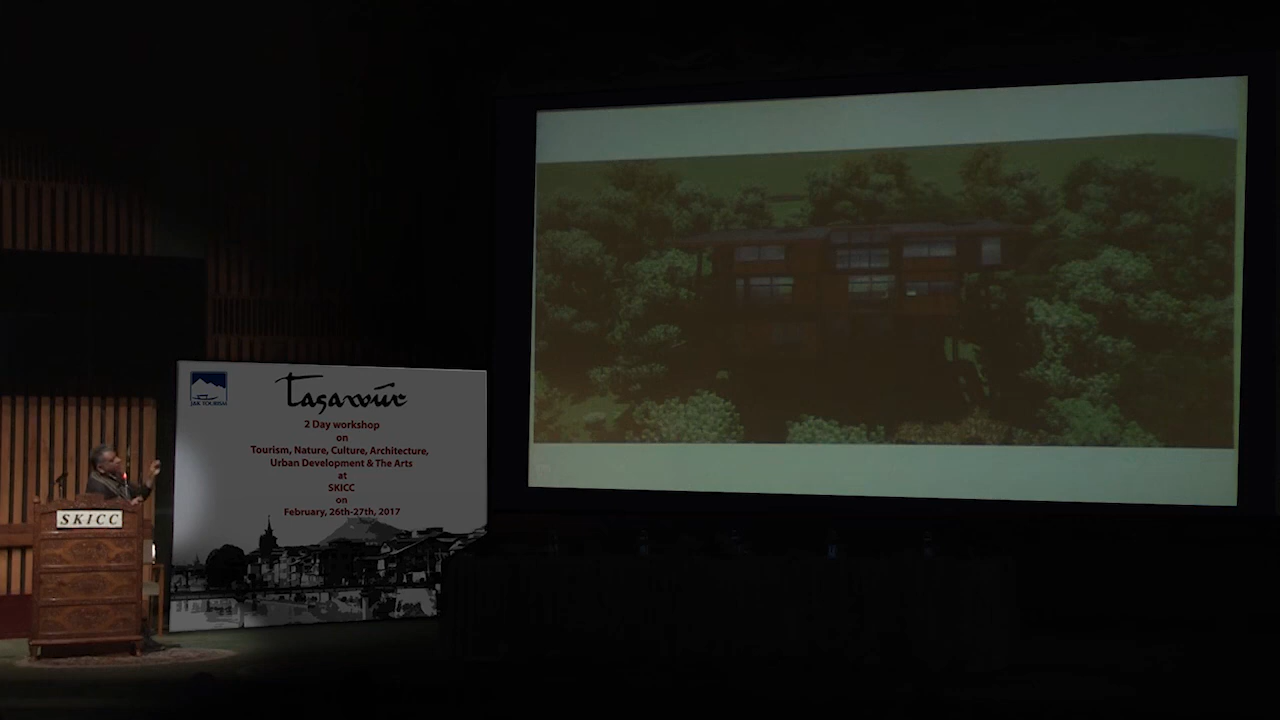 J&K TOURISM
Tasawwūr
2 Day workshop
on
Tourism, Nature, Culture, Architecture,
Urban Development & The Arts
at
SKICC
on
February, 26th-27th, 2017
SKICC